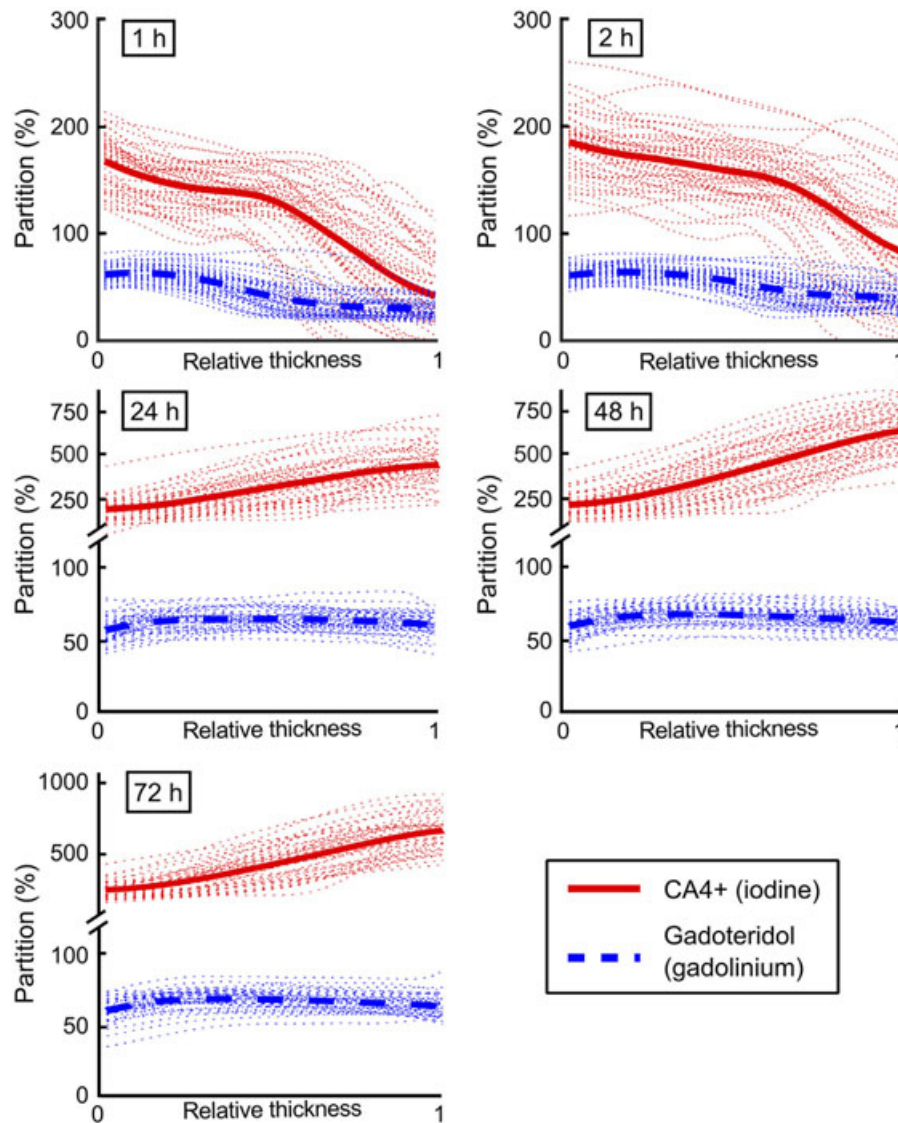 300
1 h
200
Partition (%)
100
0
0
Relative thickness
1
300
2 h
200
Partition (%)
100
0
0
Relative thickness
1
750
24 h
500
250
Partition (%)
100
50
0
0
Relative thickness
1
750
48 h
500
250
Partition (%)
100
50
0
0
Relative thickness
1
1000
72 h
500
Partition (%)
100
50
0
0
Relative thickness
1
CA4+ (iodine)
Gadoteridol
(gadolinium)